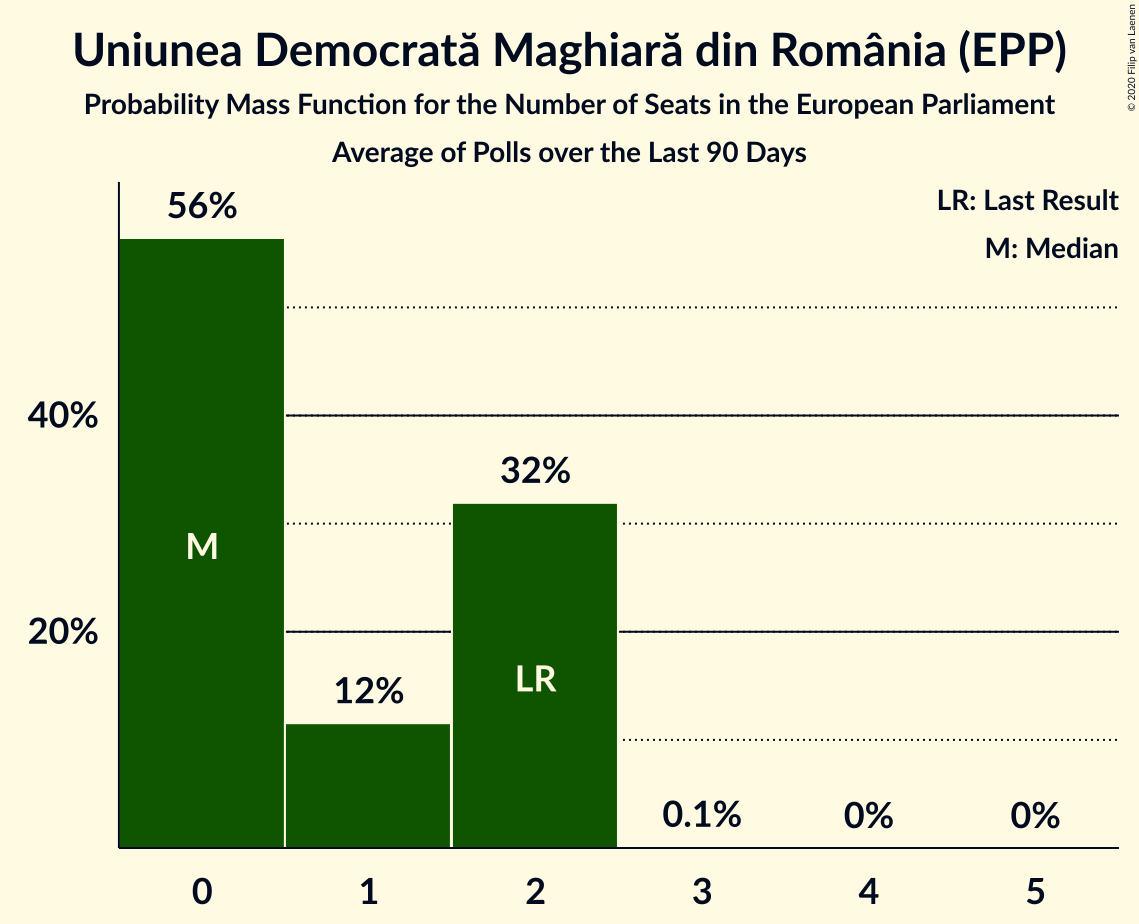 Uniunea Democrată Maghiară din România (EPP)
Probability Mass Function for the Number of Seats in the European Parliament
Average of Polls over the Last 90 Days
© 2020 Filip van Laenen
LR: Last Result
M: Median
56%
40%
32%
M
20%
LR
12%
0.1%
0%
0%
0
1
2
3
4
5